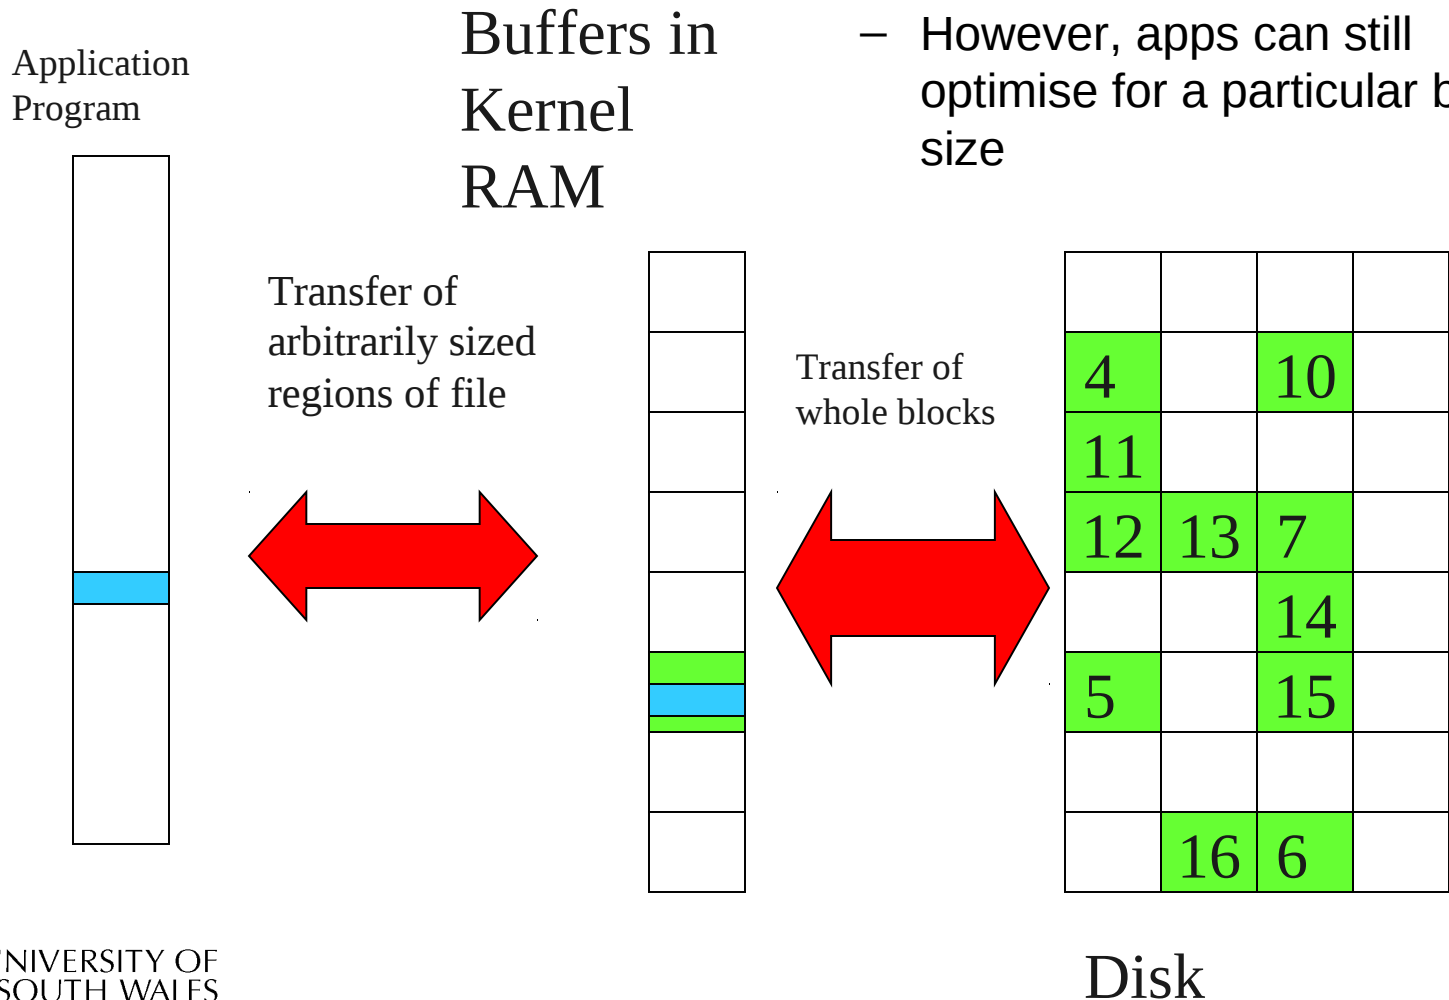 Application
Program
Buffers in
Kernel
RAM
– However, apps can still
optimise for a particular
size
Transfer of
arbitrarily sized
regions of file
Transfer of
whole blocks
4 10
11
12 13 7
14
5 15
16 6
Disk
OF
SOUTH WALES